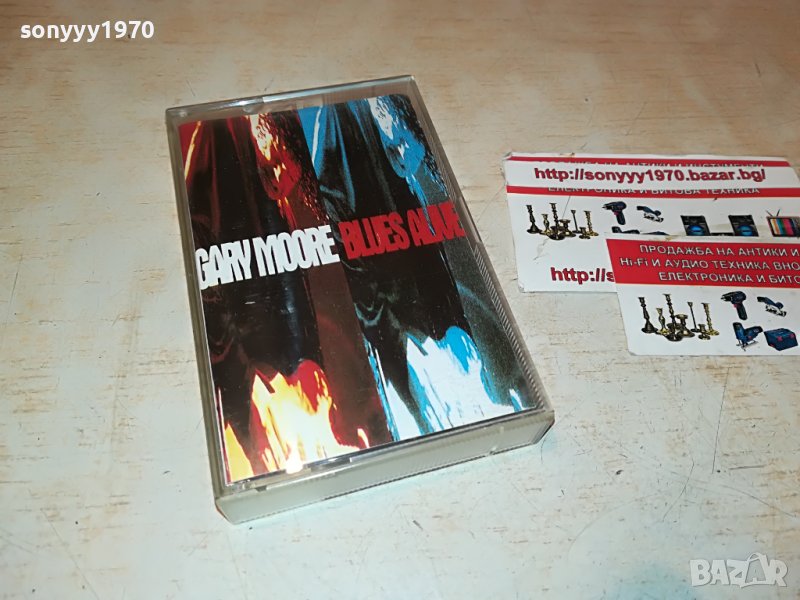 sonyyy1970
sonyyy1970
GARY MOORE BLUES ALIVE
http://sonyyy1970.bazar.bg/
ЕЛЕКТРОНИКА И БИТОВА ТЕХНИКА
ПРОДАЖБА НА АНТИКИ И
Hi-Fi И АУДИО ТЕХНИКА ВНО
ЕЛЕКТРОНИКА И БИТО
http://s
BAZAR